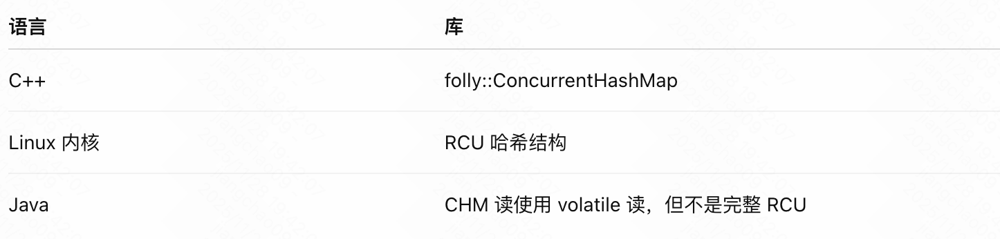 语言 库
C++ folly::ConcurrentHashMap
Linux 内核 RCU 哈希结构
Java CHM 读使用 volatile 读，但不是完整 RCU